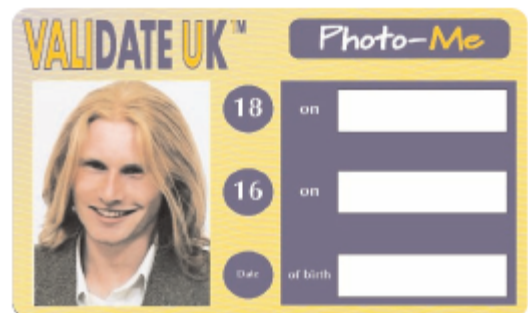 VALIDATE UK™
Photo-Me
18 on
16 on
Date of birth